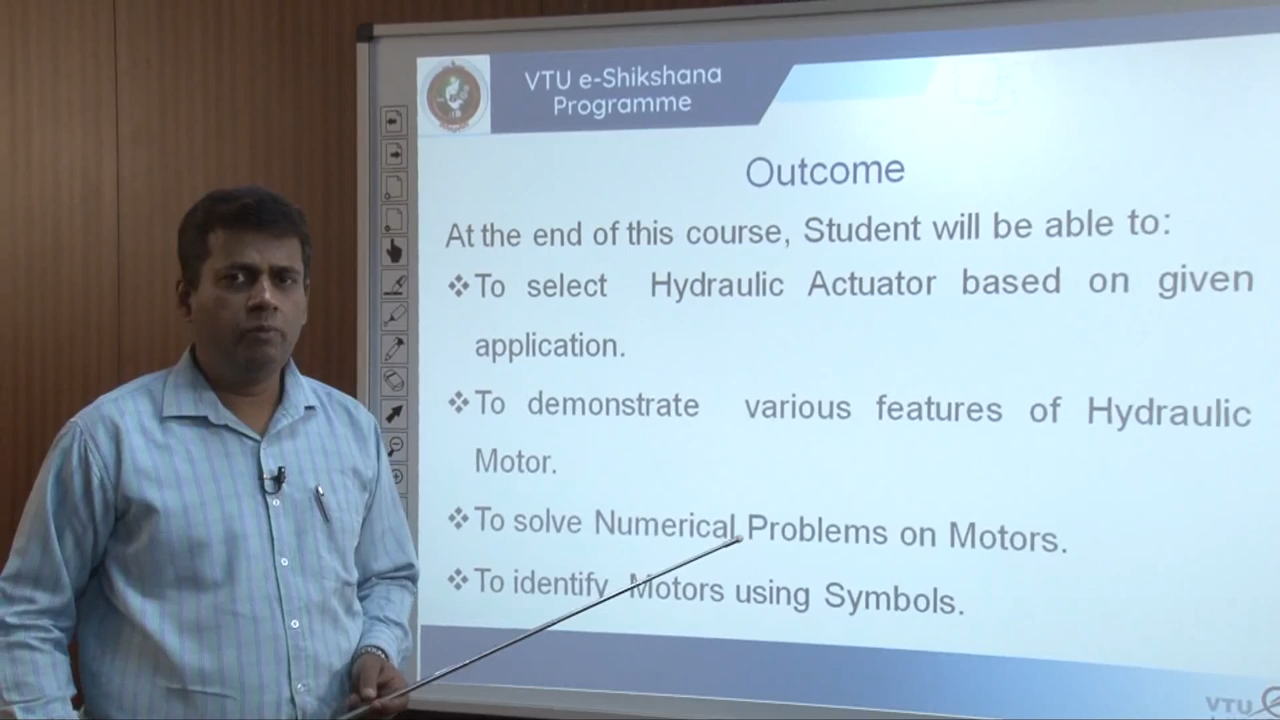 VTU e-Shikshana
Programme
Outcome
At the end of this course, Student will be able to:
❖To select Hydraulic Actuator based on given
application.
❖To demonstrate various features of Hydraulic
Motor.
❖To solve Numerical Problems on Motors.
❖To identify Motors using Symbols.
VTU